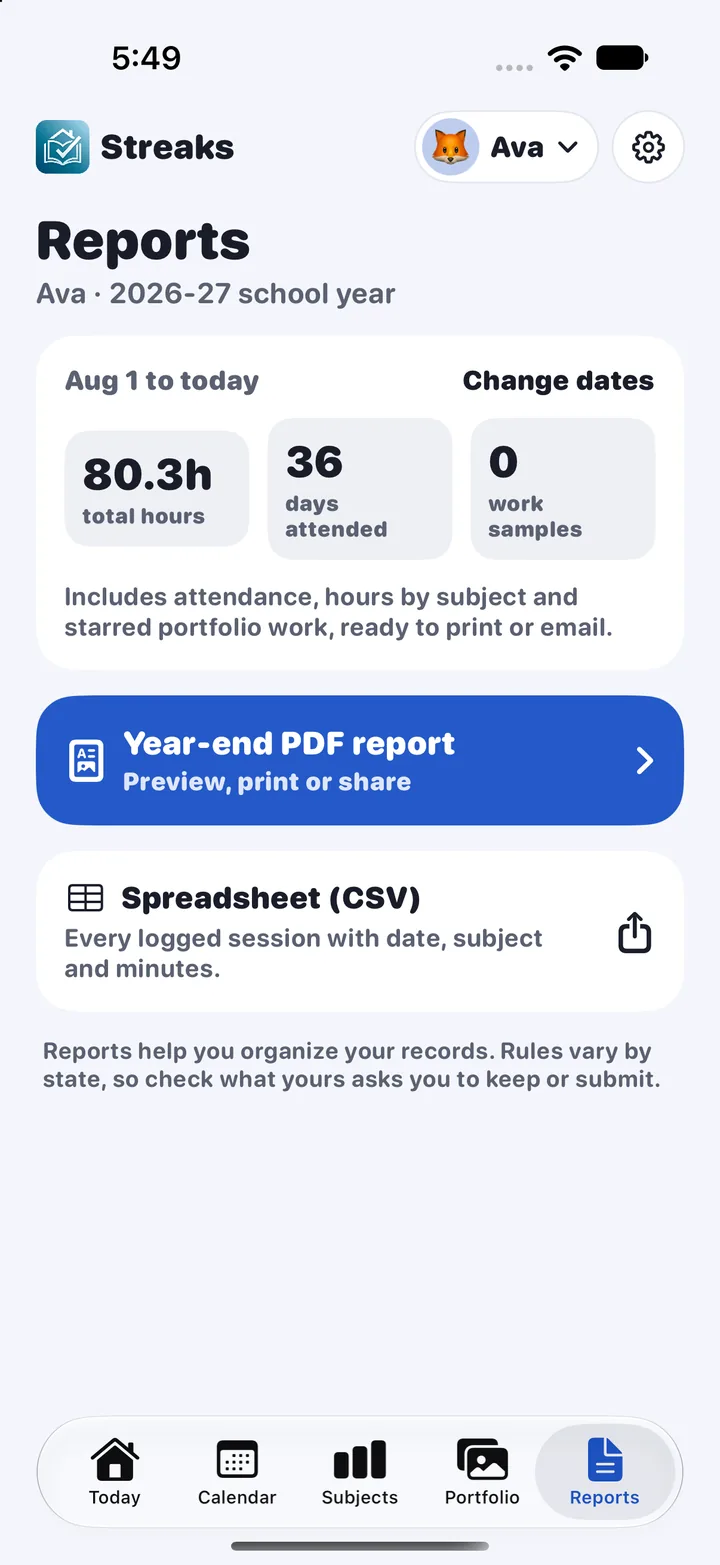 5:49
Streaks
Ava
Reports
Ava · 2026-27 school year
Aug 1 to today
Change dates
80.3h
total hours
36
days
attended
0
work
samples
Includes attendance, hours by subject and
starred portfolio work, ready to print or email.
Year-end PDF report
Preview, print or share
Spreadsheet (CSV)
Every logged session with date, subject
and minutes.
Reports help you organize your records. Rules vary by
state, so check what yours asks you to keep or submit.
Today
Calendar
Subjects
Portfolio
Reports